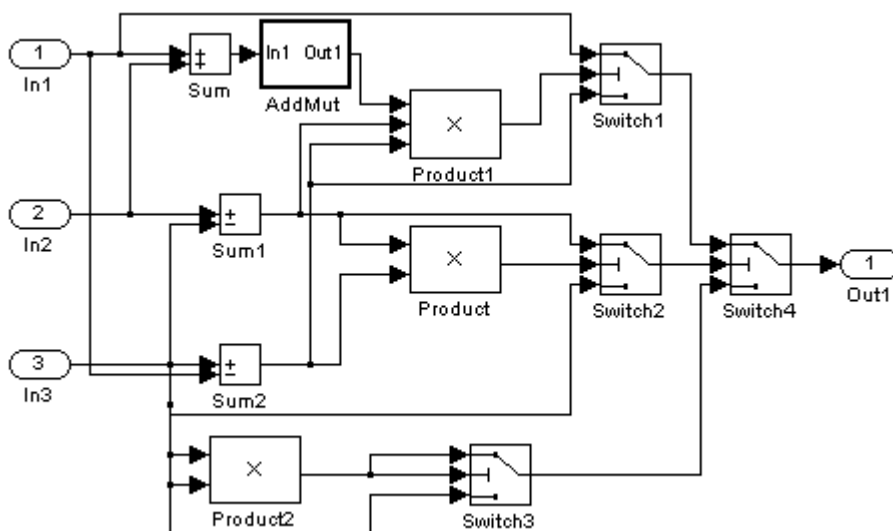 1
In1
+
+
Sum
In1 Out1
AddMut
×
Product1
Switch1
2
In2
+
−
Sum1
×
Product
Switch2
Switch4
1
Out1
3
In3
+
−
Sum2
×
Product2
Switch3